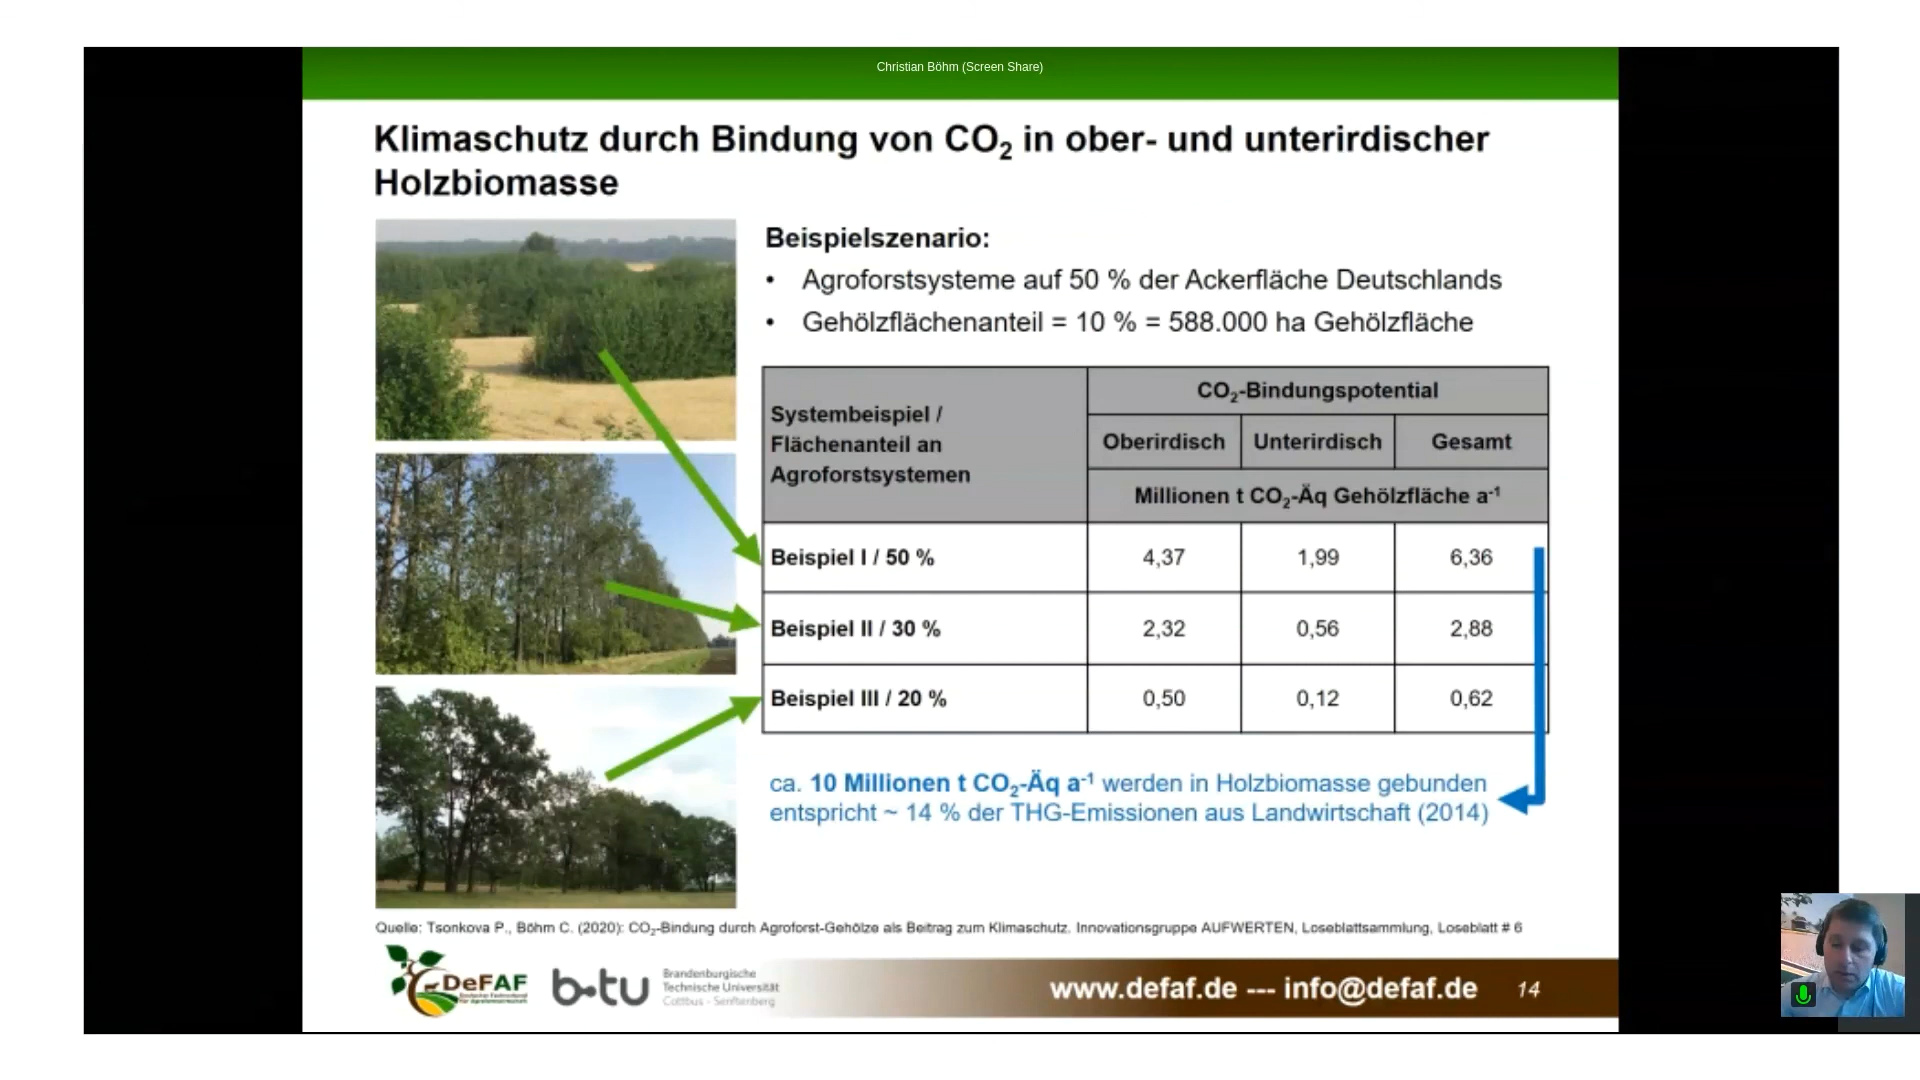 Christian Böhm (Screen Share)
Klimaschutz durch Bindung von CO₂ in ober- und unterirdischer
Holzbiomasse
Beispielszenario:
• Agroforstsysteme auf 50 % der Ackerfläche Deutschlands
• Gehölzflächenanteil = 10 % = 588.000 ha Gehölzfläche
Systembeispiel /
Flächenanteil an
Agroforstsystemen
CO₂-Bindungspotential
Oberirdisch Unterirdisch Gesamt
Millionen t CO₂-Äq Gehölzfläche a⁻¹
Beispiel I / 50 % 4,37 1,99 6,36
Beispiel II / 30 % 2,32 0,56 2,88
Beispiel III / 20 % 0,50 0,12 0,62
ca. 10 Millionen t CO₂-Äq a⁻¹ werden in Holzbiomasse gebunden
entspricht ~ 14 % der THG-Emissionen aus Landwirtschaft (2014)
Quelle: Tsonkova P., Böhm C. (2020): CO₂-Bindung durch Agroforst-Gehölze als Beitrag zum Klimaschutz. Innovationsgruppe AUFWERTEN, Loseblattsammlung, Loseblatt # 6
DeFAF
b-tu
Brandenburgische
Technische Universität
Cottbus - Senftenberg
www.defaf.de --- info@defaf.de 14